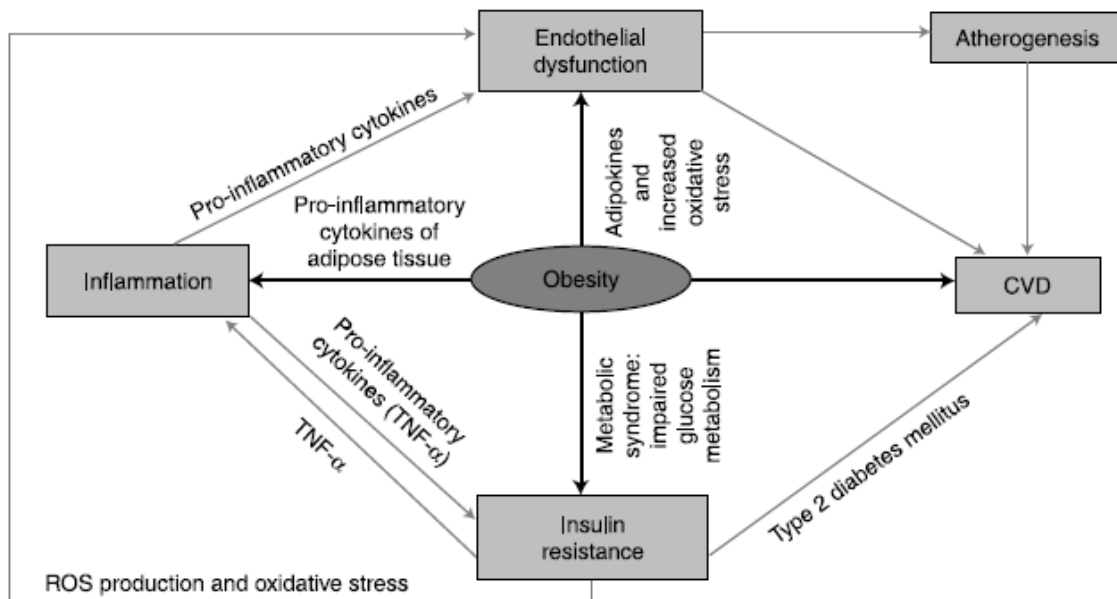 Endothelial
dysfunction
Atherogenesis
Pro-inflammatory cytokines
Adipokines
and
increased
oxidative
stress
Pro-inflammatory
cytokines of
adipose tissue
Inflammation
Obesity
CVD
Pro-inflammatory
cytokines (TNF-α)
TNF-α
Metabolic
syndrome:
impaired
glucose
metabolism
Type 2 diabetes mellitus
Insulin
resistance
ROS production and oxidative stress